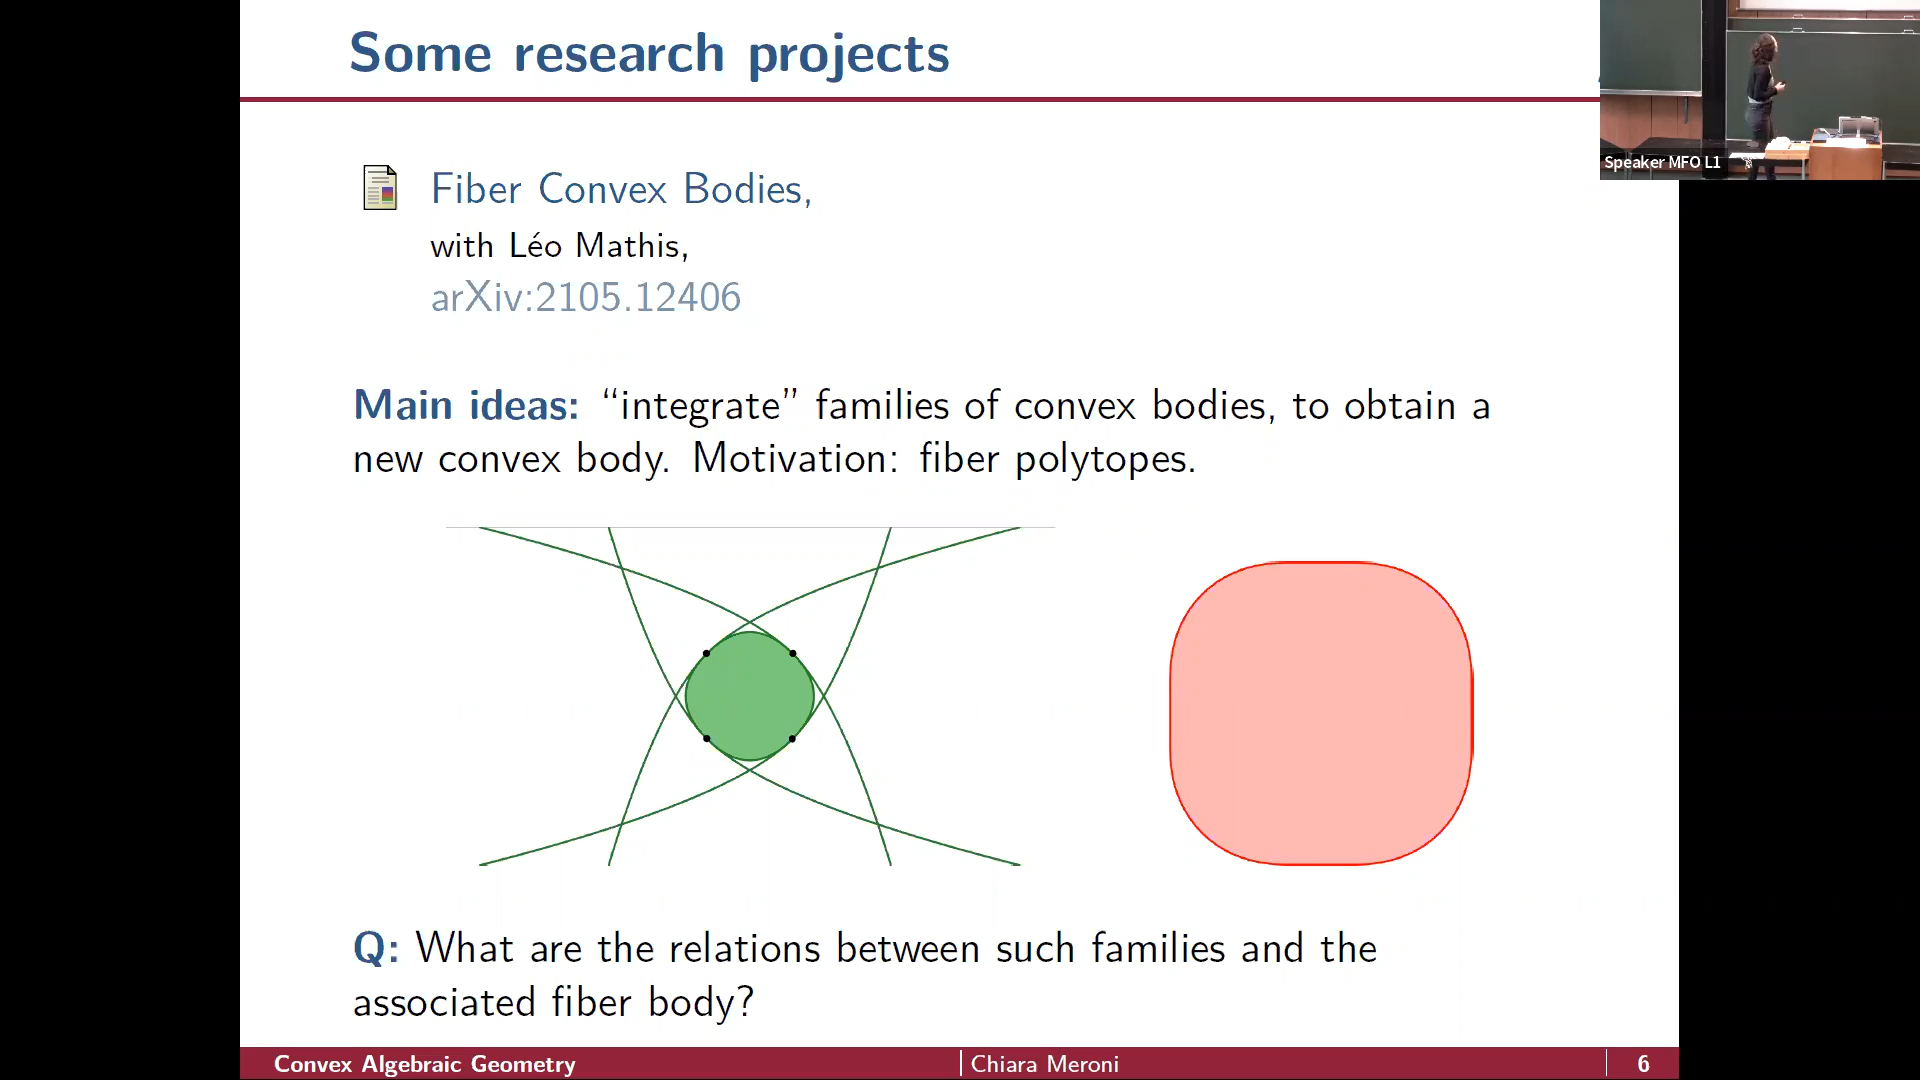 Some research projects
Speaker MFO L1
Fiber Convex Bodies,
with Léo Mathis,
arXiv:2105.12406
Main ideas: “integrate” families of convex bodies, to obtain a
new convex body. Motivation: fiber polytopes.
Q: What are the relations between such families and the
associated fiber body?
Convex Algebraic Geometry
Chiara Meroni
6